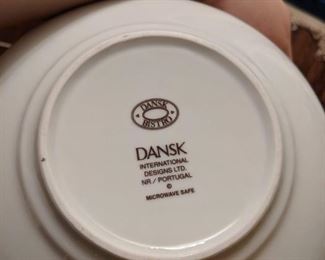 DANSK
BISTRO
DANSK
INTERNATIONAL
DESIGNS LTD.
NR / PORTUGAL
©
MICROWAVE SAFE